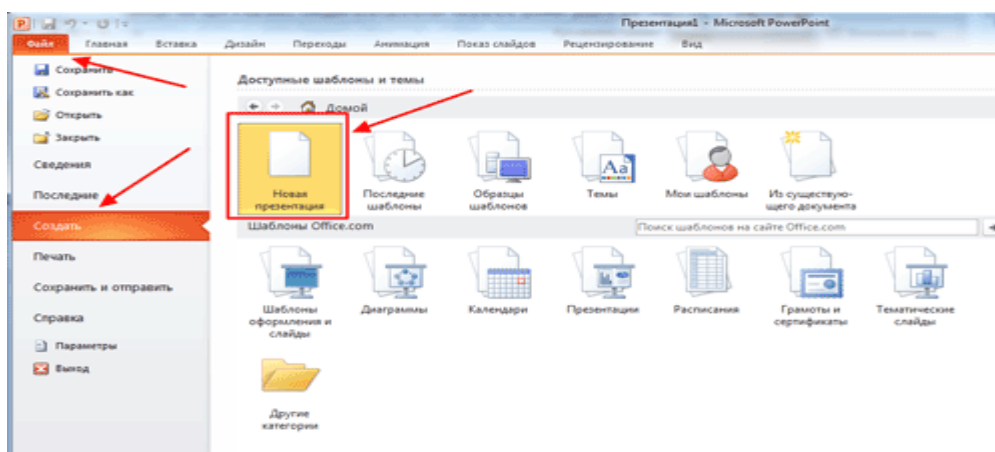 Презентация1 - Microsoft PowerPoint
Файл Главная Вставка Дизайн Переходы Анимация Показ слайдов Рецензирование Вид
Сохранить
Сохранить как
Открыть
Закрыть
Сведения
Последние
Создать
Печать
Сохранить и отправить
Справка
Параметры
Выход
Доступные шаблоны и темы
Домой
Новая
презентация
Последние
шаблоны
Образцы
шаблонов
Темы
Мои шаблоны
Из существую-
щего документа
Шаблоны Office.com
Поиск шаблонов на сайте Office.com
Шаблоны
оформления и
слайды
Диаграммы
Календари
Презентации
Расписания
Грамоты и
сертификаты
Тематические
слайды
Другие
категории